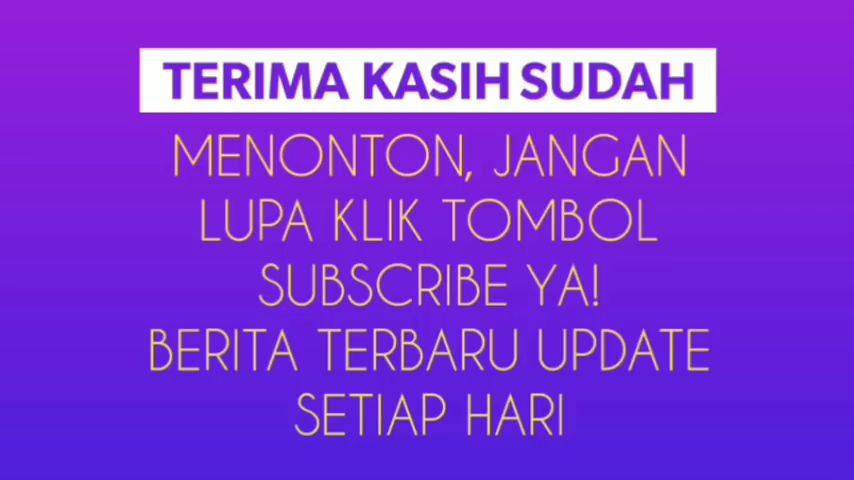 TERIMA KASIH SUDAH
MENONTON, JANGAN
LUPA KLIK TOMBOL
SUBSCRIBE YA!
BERITA TERBARU UPDATE
SETIAP HARI